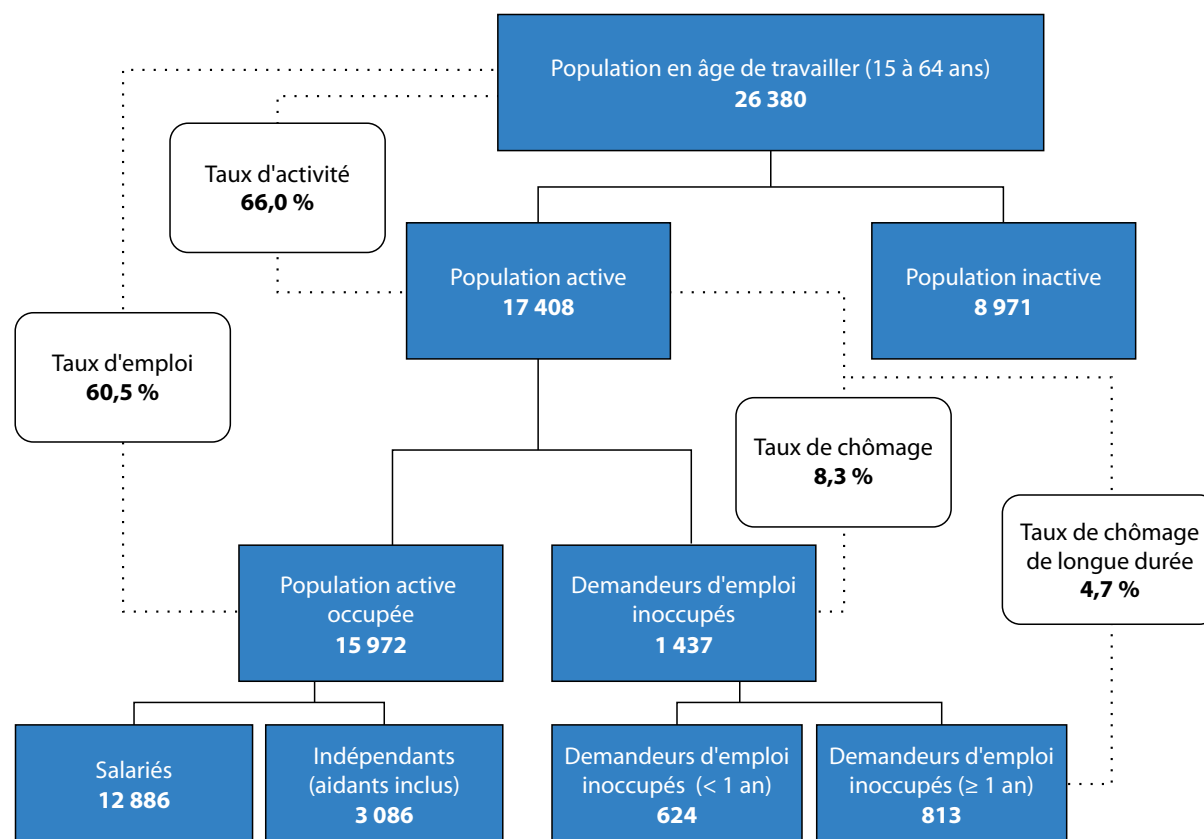 Population en âge de travailler (15 à 64 ans)
26 380
Taux d'activité
66,0 %
Population active
17 408
Population inactive
8 971
Taux d'emploi
60,5 %
Taux de chômage
8,3 %
Taux de chômage
de longue durée
4,7 %
Population active
occupée
15 972
Demandeurs d'emploi
inoccupés
1 437
Salariés
12 886
Indépendants
(aidants inclus)
3 086
Demandeurs d'emploi
inoccupés (< 1 an)
624
Demandeurs d'emploi
inoccupés (≥ 1 an)
813